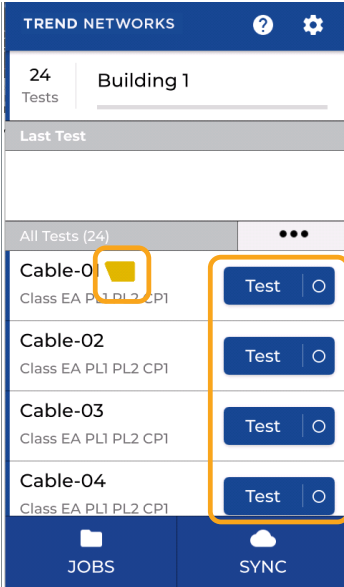 TREND NETWORKS
24
Tests
Building 1
Last Test
All Tests (24)
Cable-01
Class EA PL1 PL2 CP1
Test
Cable-02
Class EA PL1 PL2 CP1
Test
Cable-03
Class EA PL1 PL2 CP1
Test
Cable-04
Class EA PL1 PL2 CP1
Test
JOBS
SYNC